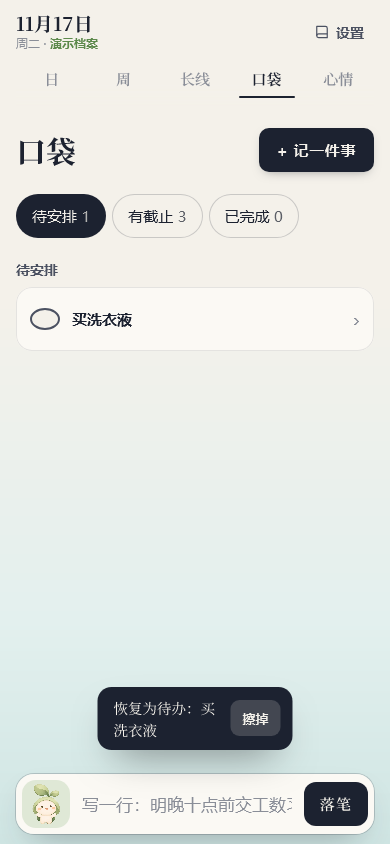 11月17日
周二 · 演示档案
设置
日 周 长线 口袋 心情
口袋
+ 记一件事
待安排 1 有截止 3 已完成 0
待安排
买洗衣液
恢复为待办：买
洗衣液
擦掉
写一行：明晚十点前交工数
落笔